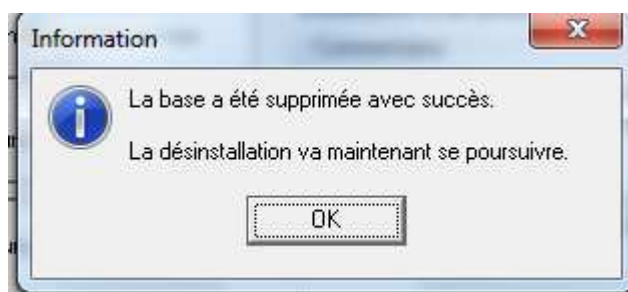 Information
La base a été supprimée avec succès.
La désinstallation va maintenant se poursuivre.
OK